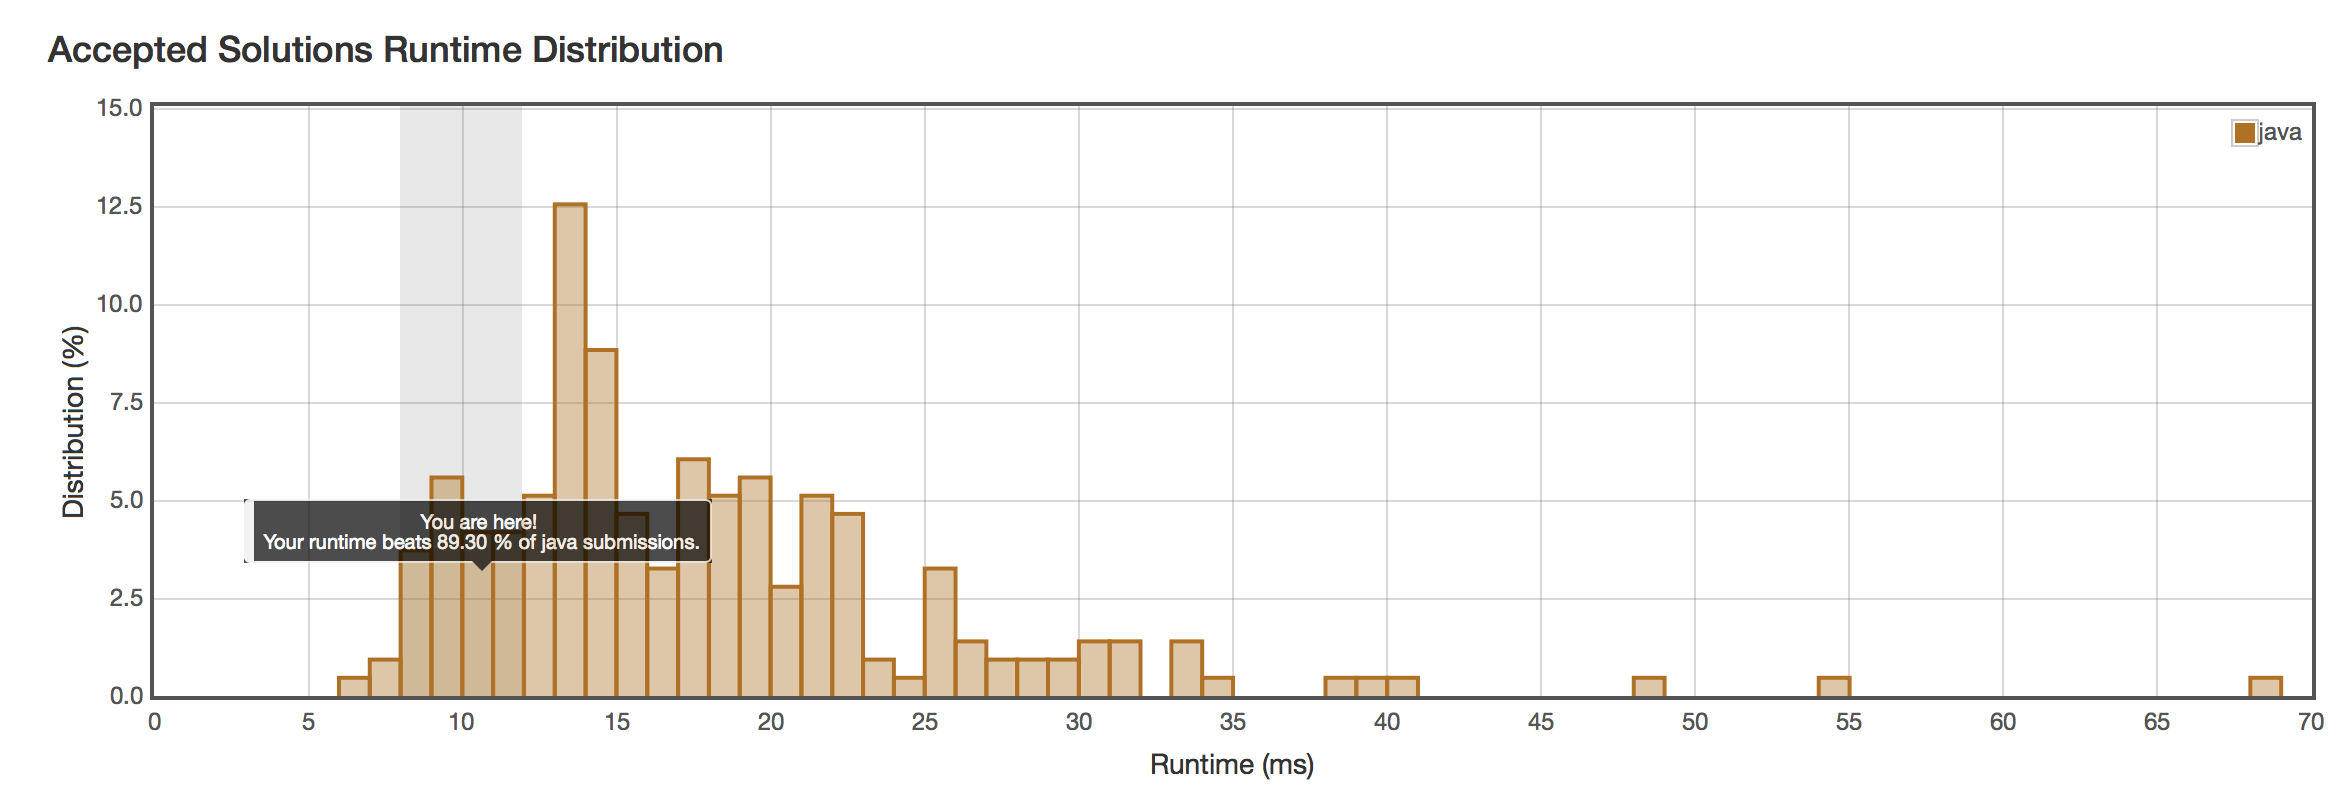 Accepted Solutions Runtime Distribution
15.0
java
12.5
10.0
7.5
5.0
2.5
0.0
Distribution (%)
You are here!
Your runtime beats 89.30 % of java submissions.
0 5 10 15 20 25 30 35 40 45 50 55 60 65 70
Runtime (ms)